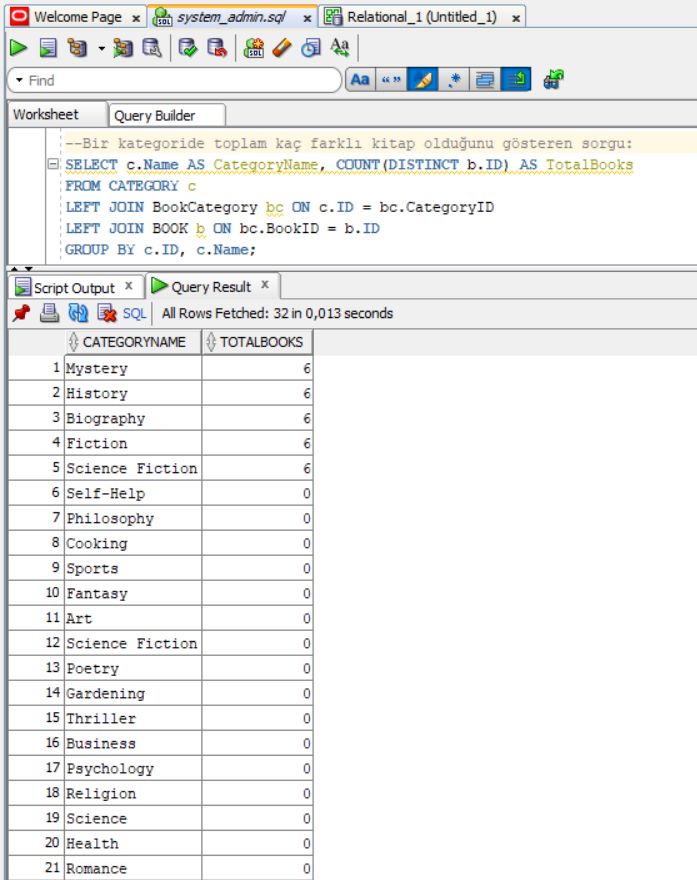 Welcome Page x system_admin.sql x Relational_1 (Untitled_1) x
Find Aa “ ” .*
Worksheet Query Builder
--Bir kategoride toplam kaç farklı kitap olduğunu gösteren sorgu:
SELECT c.Name AS CategoryName, COUNT(DISTINCT b.ID) AS TotalBooks
FROM CATEGORY c
LEFT JOIN BookCategory bc ON c.ID = bc.CategoryID
LEFT JOIN BOOK b ON bc.BookID = b.ID
GROUP BY c.ID, c.Name;
Script Output x Query Result x
SQL All Rows Fetched: 32 in 0,013 seconds
CATEGORYNAME TOTALBOOKS
1 Mystery 6
2 History 6
3 Biography 6
4 Fiction 6
5 Science Fiction 6
6 Self-Help 0
7 Philosophy 0
8 Cooking 0
9 Sports 0
10 Fantasy 0
11 Art 0
12 Science Fiction 0
13 Poetry 0
14 Gardening 0
15 Thriller 0
16 Business 0
17 Psychology 0
18 Religion 0
19 Science 0
20 Health 0
21 Romance 0